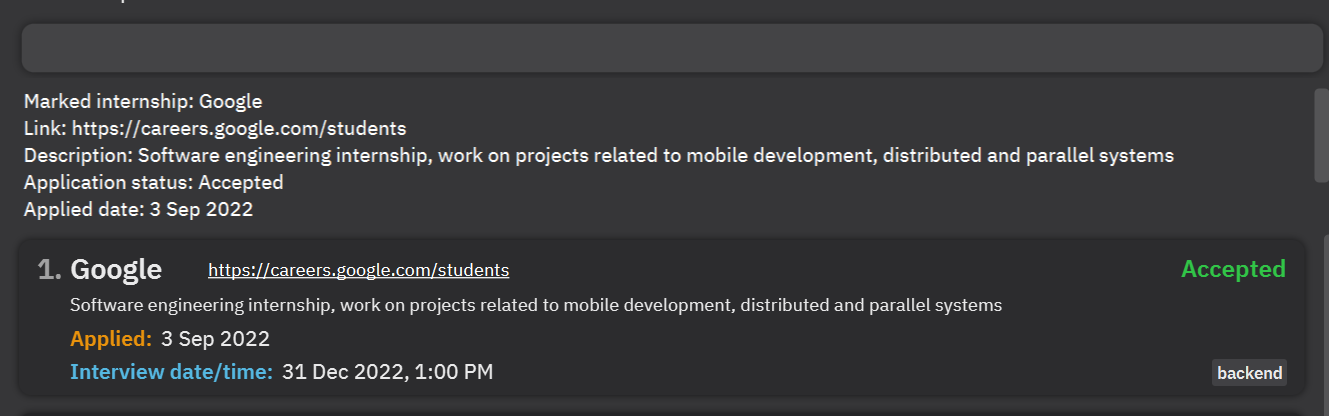 Marked internship: Google
Link: https://careers.google.com/students
Description: Software engineering internship, work on projects related to mobile development, distributed and parallel systems
Application status: Accepted
Applied date: 3 Sep 2022
1. Google https://careers.google.com/students Accepted
Software engineering internship, work on projects related to mobile development, distributed and parallel systems
Applied: 3 Sep 2022
Interview date/time: 31 Dec 2022, 1:00 PM backend